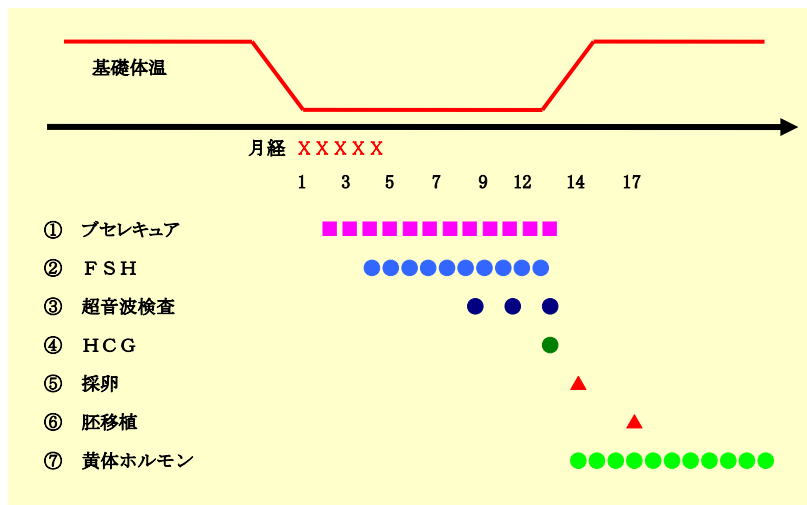 基礎体温
月経 X X X X X
1 3 5 7 9 12 14 17
① ブセレキュア
② ＦＳＨ
③ 超音波検査
④ ＨＣＧ
⑤ 採卵
⑥ 胚移植
⑦ 黄体ホルモン